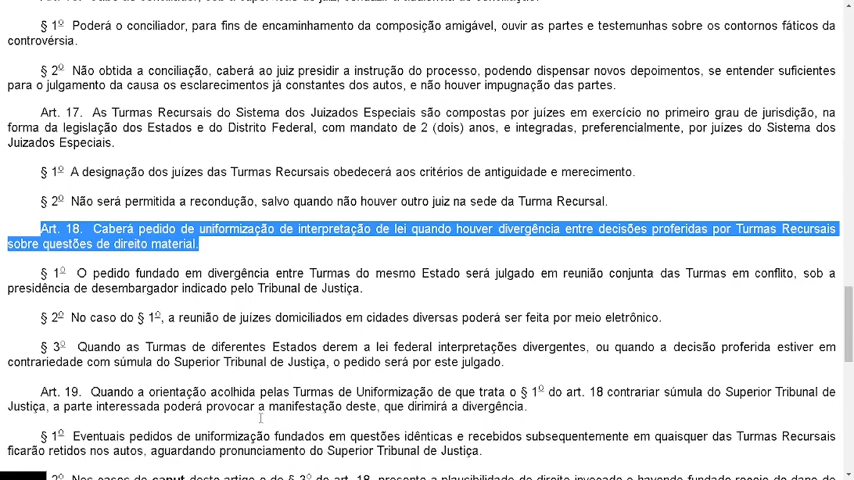 § 1º Poderá o conciliador, para fins de encaminhamento da composição amigável, ouvir as partes e testemunhas sobre os contornos fáticos da
controvérsia.
§ 2º Não obtida a conciliação, caberá ao juiz presidir a instrução do processo, podendo dispensar novos depoimentos, se entender suficientes
para o julgamento da causa os esclarecimentos já constantes dos autos, e não houver impugnação das partes.
Art. 17. As Turmas Recursais do Sistema dos Juizados Especiais são compostas por juízes em exercício no primeiro grau de jurisdição, na
forma da legislação dos Estados e do Distrito Federal, com mandato de 2 (dois) anos, e integradas, preferencialmente, por juízes do Sistema dos
Juizados Especiais.
§ 1º A designação dos juízes das Turmas Recursais obedecerá aos critérios de antiguidade e merecimento.
§ 2º Não será permitida a recondução, salvo quando não houver outro juiz na sede da Turma Recursal.
Art. 18. Caberá pedido de uniformização de interpretação de lei quando houver divergência entre decisões proferidas por Turmas Recursais
sobre questões de direito material.
§ 1º O pedido fundado em divergência entre Turmas do mesmo Estado será julgado em reunião conjunta das Turmas em conflito, sob a
presidência de desembargador indicado pelo Tribunal de Justiça.
§ 2º No caso do § 1º, a reunião de juízes domiciliados em cidades diversas poderá ser feita por meio eletrônico.
§ 3º Quando as Turmas de diferentes Estados derem a lei federal interpretações divergentes, ou quando a decisão proferida estiver em
contrariedade com súmula do Superior Tribunal de Justiça, o pedido será por este julgado.
Art. 19. Quando a orientação acolhida pelas Turmas de Uniformização de que trata o § 1º do art. 18 contrariar súmula do Superior Tribunal de
Justiça, a parte interessada poderá provocar a manifestação deste, que dirimirá a divergência.
§ 1º Eventuais pedidos de uniformização fundados em questões idênticas e recebidos subsequentemente em quaisquer das Turmas Recursais
ficarão retidos nos autos, aguardando pronunciamento do Superior Tribunal de Justiça.